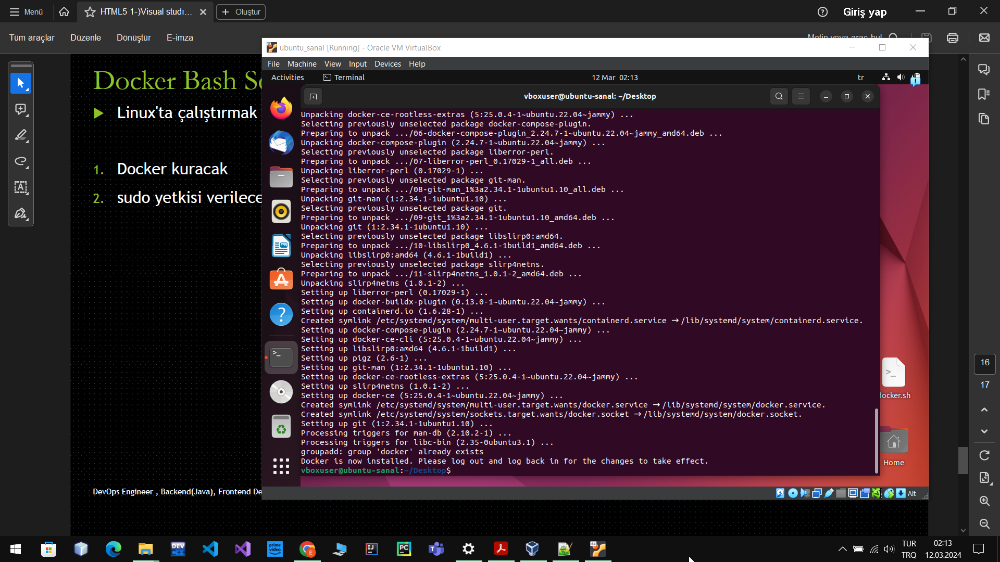 Menü
HTML5 1-)Visual studı...
Oluştur
Giriş yap
Tüm araçlar
Düzenle
Dönüştür
E-imza
Metin veya araç bul
Docker Bash
Linux'ta çalıştırmak
1. Docker kuracak
2. sudo yetkisi verilece
DevOps Engineer , Backend(Java), Frontend De
ubuntu_sanal [Running] - Oracle VM VirtualBox
File Machine View Input Devices Help
Activities
Terminal
12 Mar 02:13
tr
vboxuser@ubuntu-sanal: ~/Desktop
Unpacking docker-ce-rootless-extras (5:25.0.4-1~ubuntu.22.04~jammy) ...
Selecting previously unselected package docker-compose-plugin.
Preparing to unpack .../06-docker-compose-plugin_2.24.7-1~ubuntu.22.04~jammy_amd64.deb ...
Unpacking docker-compose-plugin (2.24.7-1~ubuntu.22.04~jammy) ...
Selecting previously unselected package liberror-perl.
Preparing to unpack .../07-liberror-perl_0.17029-1_all.deb ...
Unpacking liberror-perl (0.17029-1) ...
Selecting previously unselected package git-man.
Preparing to unpack .../08-git-man_1%3a2.34.1-1ubuntu1.10_all.deb ...
Unpacking git-man (1:2.34.1-1ubuntu1.10) ...
Selecting previously unselected package git.
Preparing to unpack .../09-git_1%3a2.34.1-1ubuntu1.10_amd64.deb ...
Unpacking git (1:2.34.1-1ubuntu1.10) ...
Selecting previously unselected package libslirp0:amd64.
Preparing to unpack .../10-libslirp0_4.6.1-1build1_amd64.deb ...
Unpacking libslirp0:amd64 (4.6.1-1build1) ...
Selecting previously unselected package slirp4netns.
Preparing to unpack .../11-slirp4netns_1.0.1-2_amd64.deb ...
Unpacking slirp4netns (1.0.1-2) ...
Setting up liberror-perl (0.17029-1) ...
Setting up docker-buildx-plugin (0.13.0-1~ubuntu.22.04~jammy) ...
Setting up containerd.io (1.6.28-1) ...
Created symlink /etc/systemd/system/multi-user.target.wants/containerd.service → /lib/systemd/system/containerd.service.
Setting up docker-compose-plugin (2.24.7-1~ubuntu.22.04~jammy) ...
Setting up docker-ce-cli (5:25.0.4-1~ubuntu.22.04~jammy) ...
Setting up libslirp0:amd64 (4.6.1-1build1) ...
Setting up pigz (2.6-1) ...
Setting up git-man (1:2.34.1-1ubuntu1.10) ...
Setting up docker-ce-rootless-extras (5:25.0.4-1~ubuntu.22.04~jammy) ...
Setting up slirp4netns (1.0.1-2) ...
Setting up docker-ce (5:25.0.4-1~ubuntu.22.04~jammy) ...
Created symlink /etc/systemd/system/multi-user.target.wants/docker.service → /lib/systemd/system/docker.service.
Created symlink /etc/systemd/system/sockets.target.wants/docker.socket → /lib/systemd/system/docker.socket.
Setting up git (1:2.34.1-1ubuntu1.10) ...
Processing triggers for man-db (2.10.2-1) ...
Processing triggers for libc-bin (2.35-0ubuntu3.1) ...
groupadd: group 'docker' already exists
Docker is now installed. Please log out and log back in for the changes to take effect.
vboxuser@ubuntu-sanal:~/Desktop$
docker.sh
Home
Alt
16
17
TUR
TRQ
02:13
12.03.2024